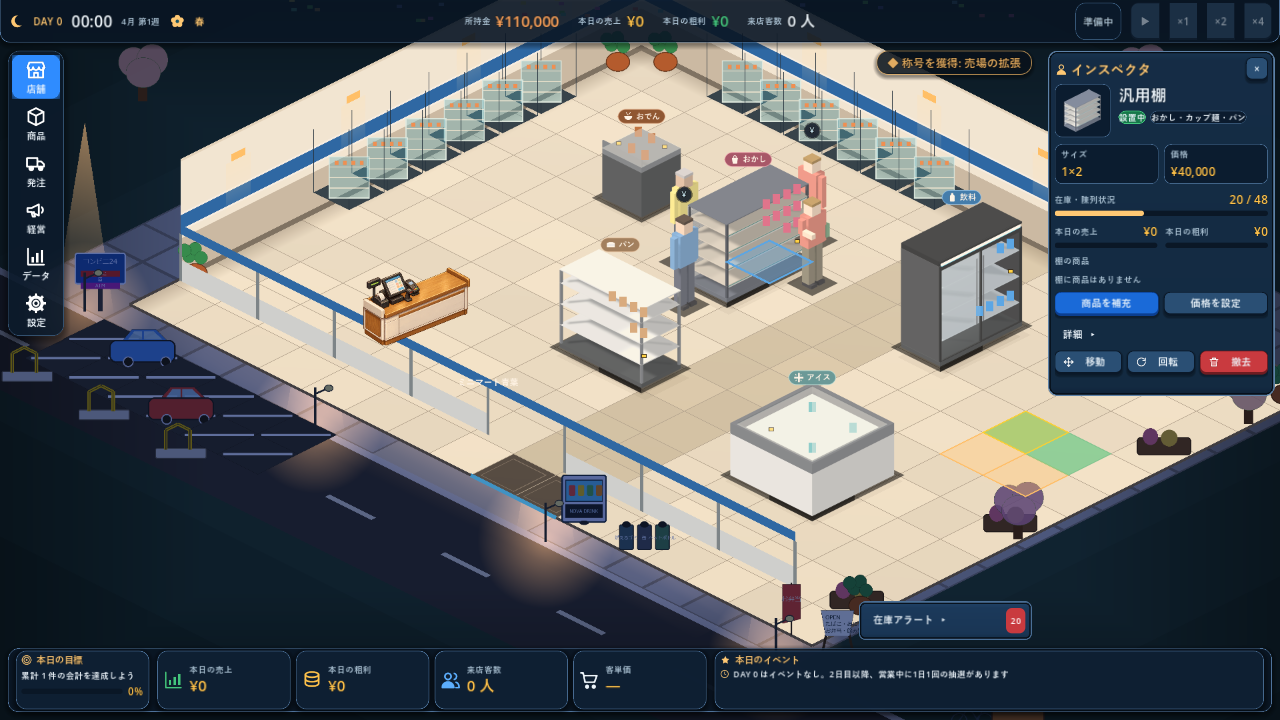 DAY 0 00:00 4月 第1週 春
所持金 ¥110,000 本日の売上 ¥0 本日の粗利 ¥0 来店客数 0 人
準備中 ×1 ×2 ×4
店舗
商品
発注
経営
データ
設定
◆ 称号を獲得: 売場の拡張
おでん
おかし
飲料
パン
アイス
コンビニ24
OPEN
インスペクタ ×
汎用棚
設置中 おかし・カップ麺・パン
サイズ
1×2
価格
¥40,000
在庫・陳列状況 20 / 48
本日の売上 ¥0 本日の粗利 ¥0
棚の商品
棚に商品はありません
商品を補充 価格を設定
詳細
移動 回転 撤去
在庫アラート 20
本日の目標
累計 1 件の会計を達成しよう
0%
本日の売上
¥0
本日の粗利
¥0
来店客数
0 人
客単価
—
本日のイベント
DAY 0 はイベントなし。2日目以降、営業中に1日1回の抽選があります